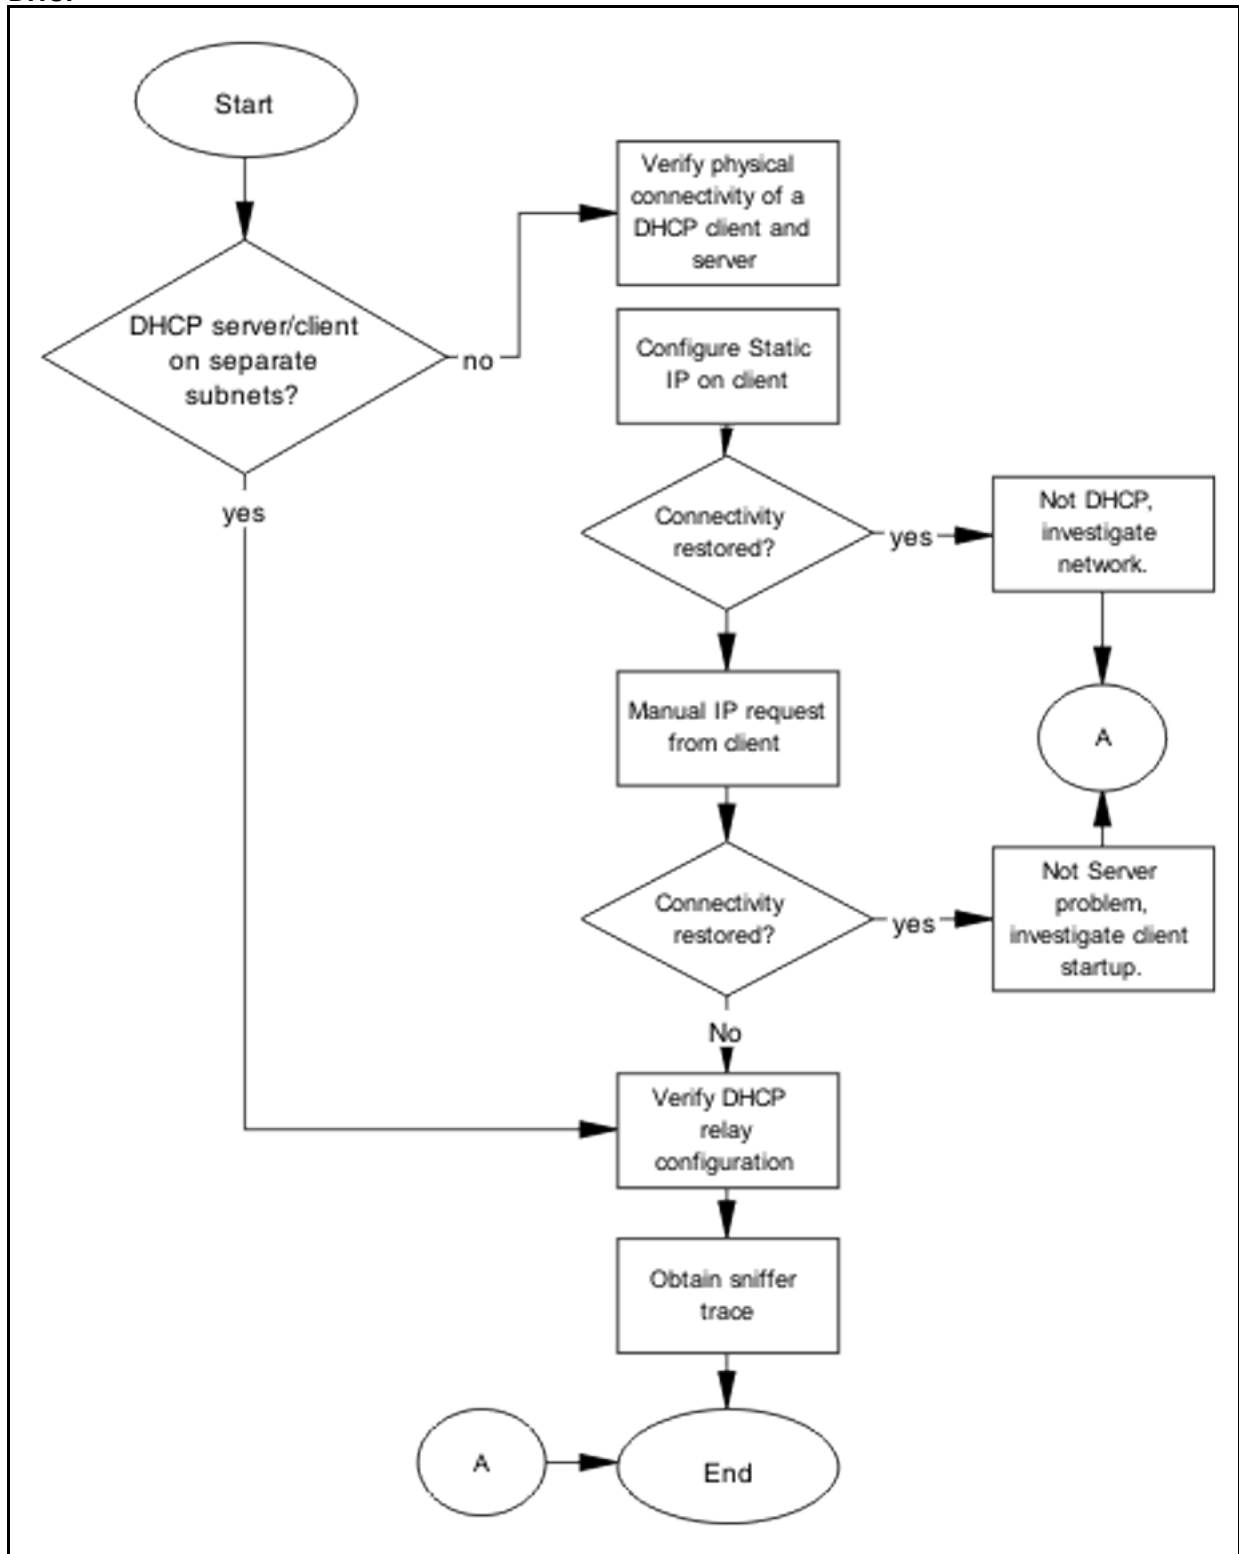 DHCP
Start
Verify physical
connectivity of a
DHCP client and
server
DHCP server/client
on separate
subnets?
no
yes
Configure Static
IP on client
Connectivity
restored?
yes
Not DHCP,
investigate
network.
Manual IP request
from client
A
Connectivity
restored?
yes
Not Server
problem,
investigate client
startup.
No
Verify DHCP
relay
configuration
Obtain sniffer
trace
A
End